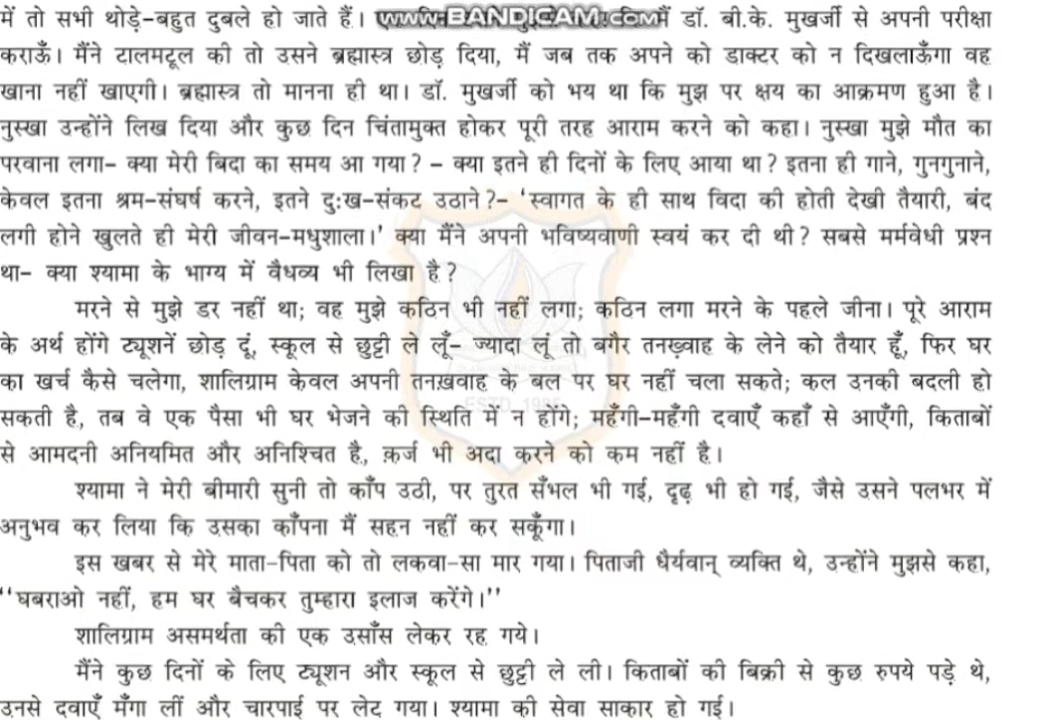 में तो सभी थोड़े-बहुत दुबले हो जाते हैं। WWW.BANDICAM.COM मैं डॉ. बी.के. मुखर्जी से अपनी परीक्षा
कराऊँ। मैंने टालमटूल की तो उसने ब्रह्मास्त्र छोड़ दिया, मैं जब तक अपने को डाक्टर को न दिखलाऊँगा वह
खाना नहीं खाएगी। ब्रह्मास्त्र तो मानना ही था। डॉ. मुखर्जी को भय था कि मुझ पर क्षय का आक्रमण हुआ है।
नुस्खा उन्होंने लिख दिया और कुछ दिन चिंतामुक्त होकर पूरी तरह आराम करने को कहा। नुस्खा मुझे मौत का
परवाना लगा- क्या मेरी बिदा का समय आ गया? - क्या इतने ही दिनों के लिए आया था? इतना ही गाने, गुनगुनाने,
केवल इतना श्रम-संघर्ष करने, इतने दुःख-संकट उठाने?- 'स्वागत के ही साथ विदा की होती देखी तैयारी, बंद
लगी होने खुलते ही मेरी जीवन-मधुशाला।' क्या मैंने अपनी भविष्यवाणी स्वयं कर दी थी? सबसे मर्मवेधी प्रश्न
था- क्या श्यामा के भाग्य में वैधव्य भी लिखा है?
मरने से मुझे डर नहीं था; वह मुझे कठिन भी नहीं लगा; कठिन लगा मरने के पहले जीना। पूरे आराम
के अर्थ होंगे ट्यूशनें छोड़ दूं, स्कूल से छुट्टी ले लूँ- ज्यादा लूं तो बगैर तनख़्वाह के लेने को तैयार हूँ, फिर घर
का खर्च कैसे चलेगा, शालिग्राम केवल अपनी तनख़वाह के बल पर घर नहीं चला सकते; कल उनकी बदली हो
सकती है, तब वे एक पैसा भी घर भेजने की स्थिति में न होंगे; महँगी-महँगी दवाएँ कहाँ से आएँगी, किताबों
से आमदनी अनियमित और अनिश्चित है, क़र्ज भी अदा करने को कम नहीं है।
श्यामा ने मेरी बीमारी सुनी तो काँप उठी, पर तुरत सँभल भी गई, दृढ़ भी हो गई, जैसे उसने पलभर में
अनुभव कर लिया कि उसका काँपना मैं सहन नहीं कर सकूँगा।
इस खबर से मेरे माता-पिता को तो लकवा-सा मार गया। पिताजी धैर्यवान् व्यक्ति थे, उन्होंने मुझसे कहा,
''घबराओ नहीं, हम घर बैचकर तुम्हारा इलाज करेंगे।''
शालिग्राम असमर्थता की एक उसाँस लेकर रह गये।
मैंने कुछ दिनों के लिए ट्यूशन और स्कूल से छुट्टी ले ली। किताबों की बिक्री से कुछ रुपये पड़े थे,
उनसे दवाएँ मँगा लीं और चारपाई पर लेट गया। श्यामा की सेवा साकार हो गई।